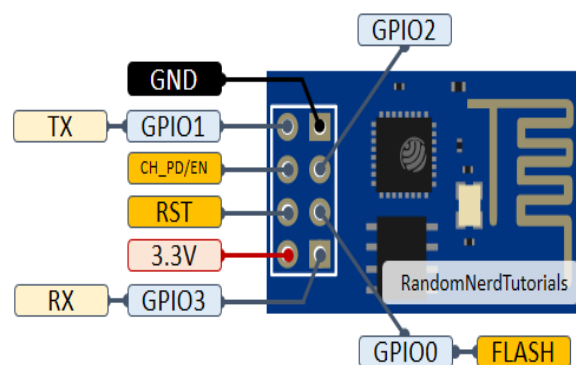 GPIO2
GND
TX GPIO1
CH_PD/EN
RST
3.3V
RandomNerdTutorials
RX GPIO3
GPIO0 FLASH